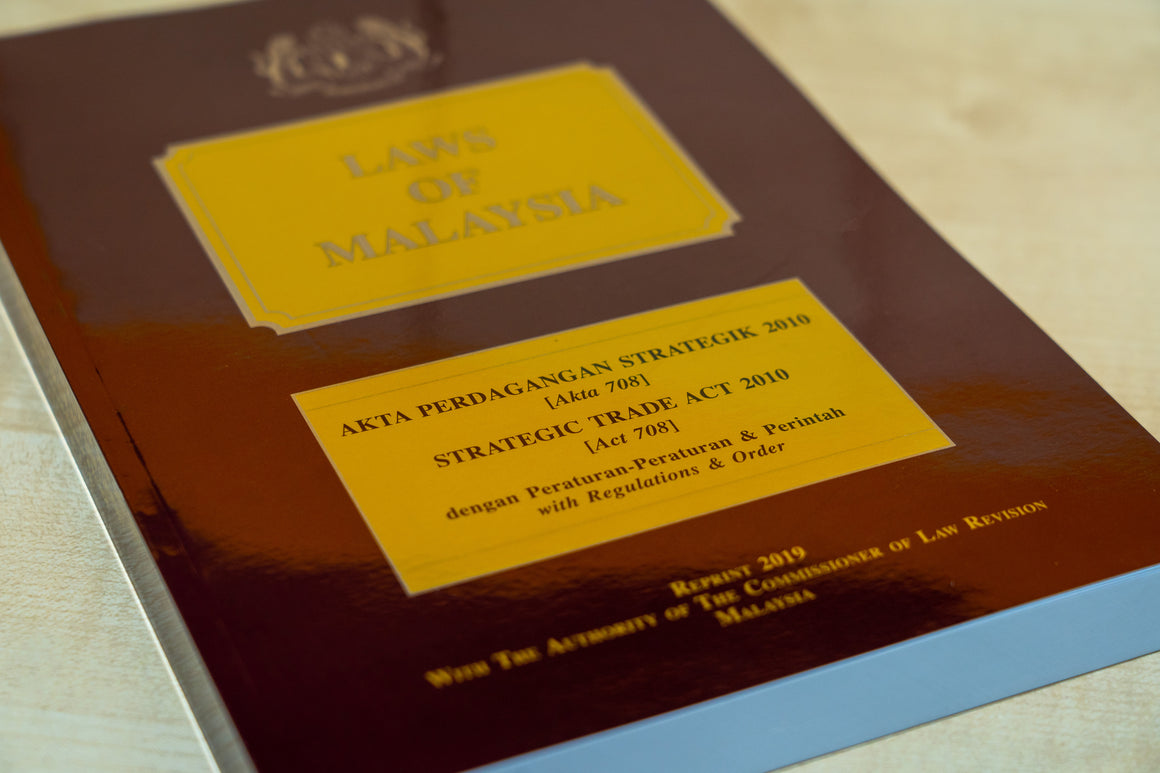 LAWS
OF
MALAYSIA
AKTA PERDAGANGAN STRATEGIK 2010
[Akta 708]
STRATEGIC TRADE ACT 2010
[Act 708]
dengan Peraturan-Peraturan & Perintah
with Regulations & Order
REPRINT 2019
WITH THE AUTHORITY OF THE COMMISSIONER OF LAW REVISION
MALAYSIA